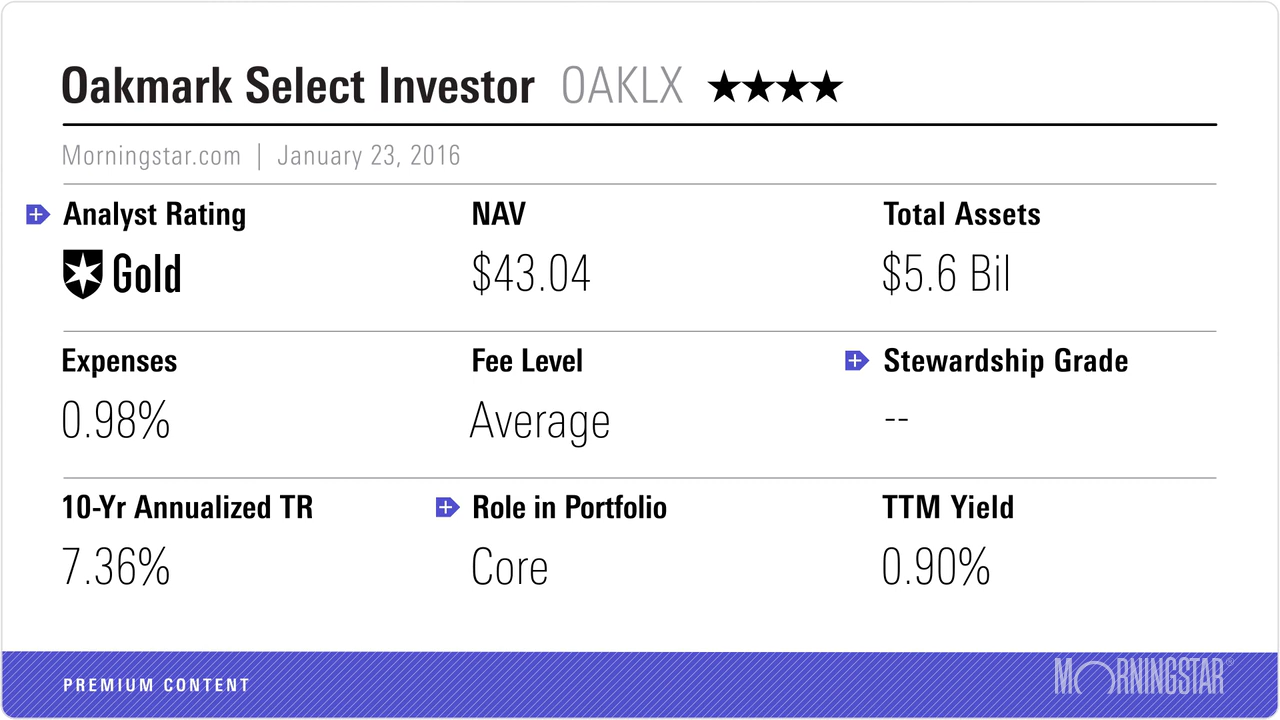 Oakmark Select Investor OAKLX ★★★★
Morningstar.com | January 23, 2016
Analyst Rating NAV Total Assets
Gold $43.04 $5.6 Bil
Expenses Fee Level Stewardship Grade
0.98% Average --
10-Yr Annualized TR Role in Portfolio TTM Yield
7.36% Core 0.90%
PREMIUM CONTENT MORNINGSTAR®